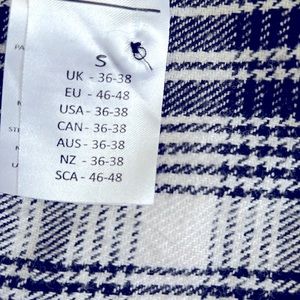 S
UK - 36-38
EU - 46-48
USA - 36-38
CAN - 36-38
AUS - 36-38
NZ - 36-38
SCA - 46-48